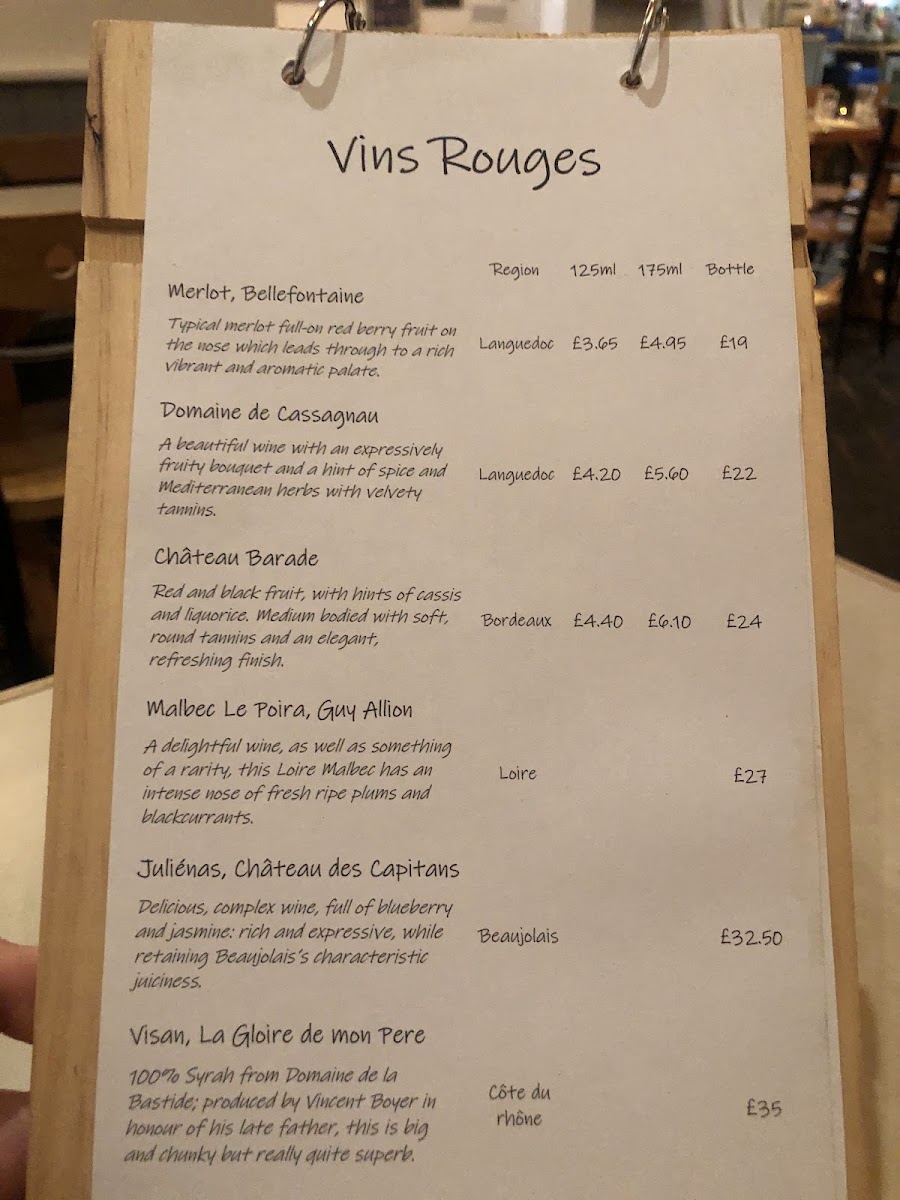 Vins Rouges
Region 125ml 175ml Bottle
Merlot, Bellefontaine
Typical merlot full-on red berry fruit on
the nose which leads through to a rich
vibrant and aromatic palate.
Languedoc £3.65 £4.95 £19
Domaine de Cassagnau
A beautiful wine with an expressively
fruity bouquet and a hint of spice and
Mediterranean herbs with velvety
tannins.
Languedoc £4.20 £5.60 £22
Château Barade
Red and black fruit, with hints of cassis
and liquorice. Medium bodied with soft,
round tannins and an elegant,
refreshing finish.
Bordeaux £4.40 £6.10 £24
Malbec Le Poira, Guy Allion
A delightful wine, as well as something
of a rarity, this Loire Malbec has an
intense nose of fresh ripe plums and
blackcurrants.
Loire £27
Juliénas, Château des Capitans
Delicious, complex wine, full of blueberry
and jasmine: rich and expressive, while
retaining Beaujolais's characteristic
juiciness.
Beaujolais £32.50
Visan, La Gloire de mon Pere
100% Syrah from Domaine de la
Bastide; produced by Vincent Boyer in
honour of his late father, this is big
and chunky but really quite superb.
Côte du
rhône
£35